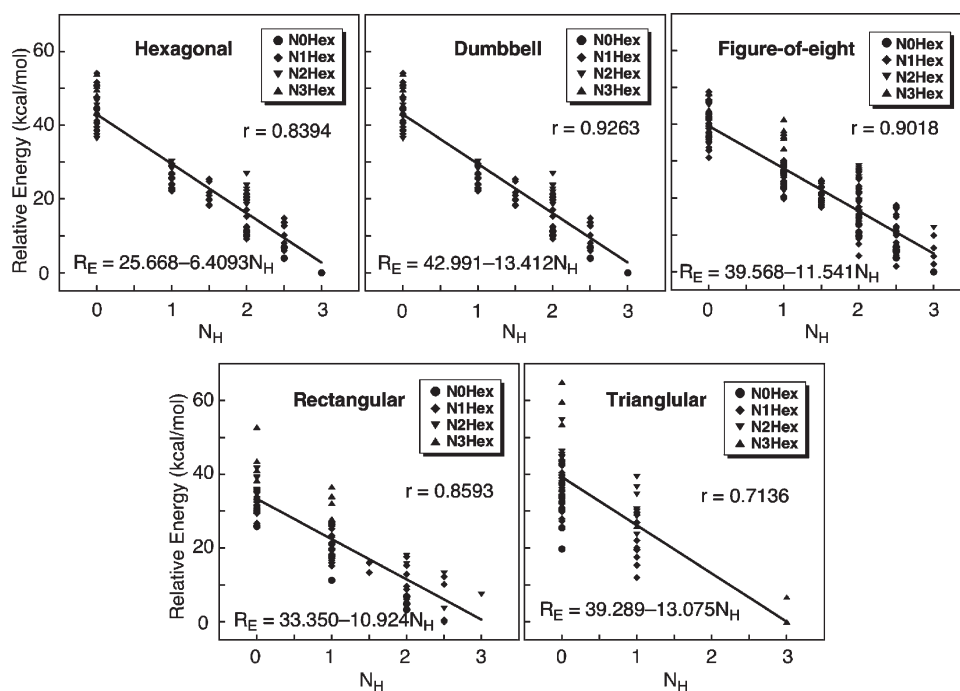 Relative Energy (kcal/mol)
60
40
20
0
Hexagonal
N0Hex
N1Hex
N2Hex
N3Hex
r = 0.8394
R_E = 25.668–6.4093N_H
0 1 2 3
N_H
Dumbbell
N0Hex
N1Hex
N2Hex
N3Hex
r = 0.9263
R_E = 42.991–13.412N_H
0 1 2 3
N_H
Figure-of-eight
N0Hex
N1Hex
N2Hex
N3Hex
r = 0.9018
R_E = 39.568–11.541N_H
0 1 2 3
N_H
Relative Energy (kcal/mol)
60
40
20
0
Rectangular
N0Hex
N1Hex
N2Hex
N3Hex
r = 0.8593
R_E = 33.350–10.924N_H
0 1 2 3
N_H
Trianglular
N0Hex
N1Hex
N2Hex
N3Hex
r = 0.7136
R_E = 39.289–13.075N_H
0 1 2 3
N_H